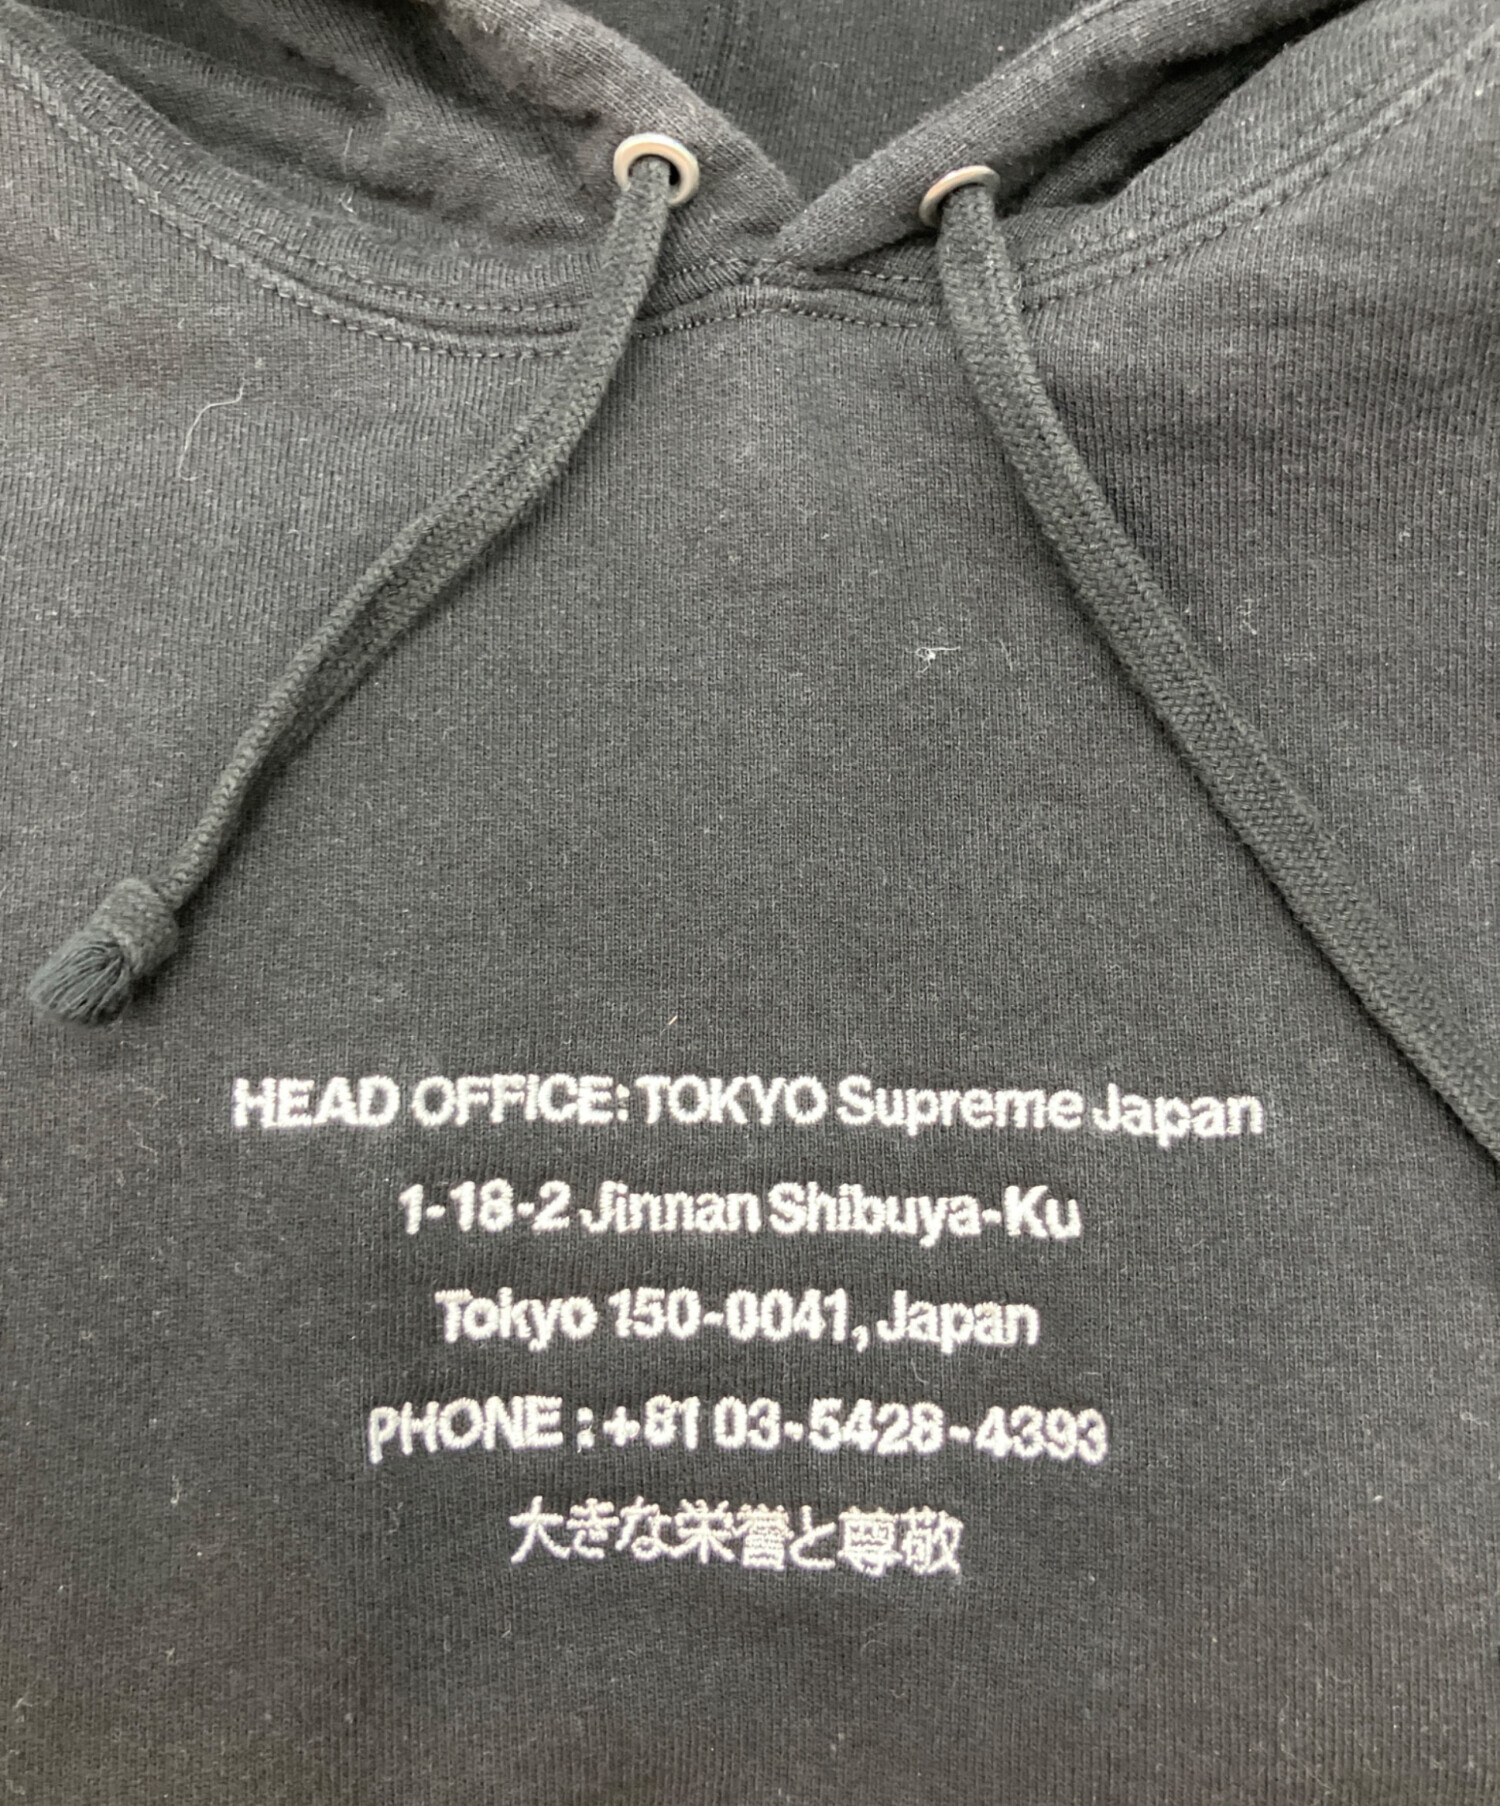 HEAD OFFICE: TOKYO Supreme Japan
1-18-2 Jinnan Shibuya-Ku
Tokyo 150-0041, Japan
PHONE : +81 03-5428-4393
大きな栄誉と尊敬